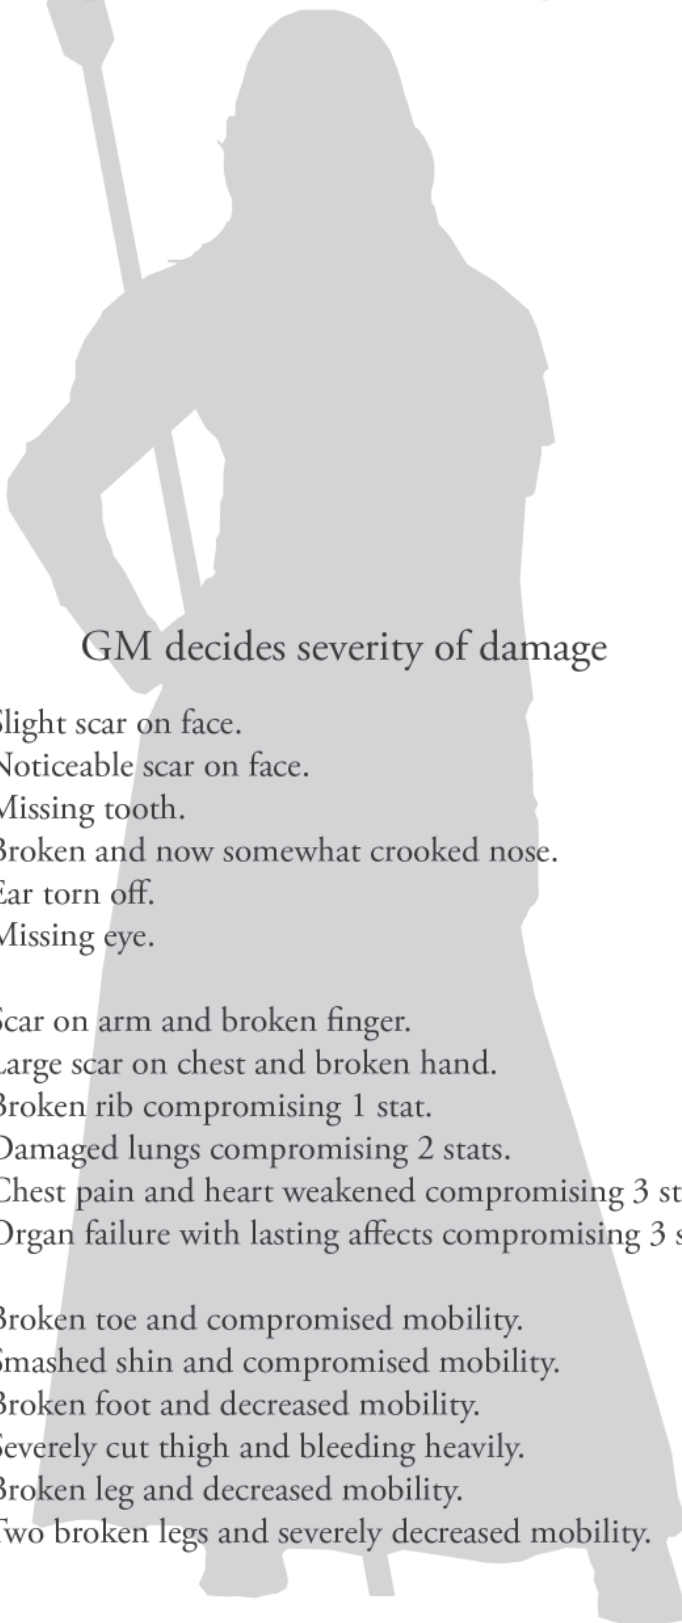 GM decides severity of damage
Slight scar on face.
Noticeable scar on face.
Missing tooth.
Broken and now somewhat crooked nose.
Ear torn off.
Missing eye.
Scar on arm and broken finger.
Large scar on chest and broken hand.
Broken rib compromising 1 stat.
Damaged lungs compromising 2 stats.
Chest pain and heart weakened compromising 3 st
Organ failure with lasting affects compromising 3 s
Broken toe and compromised mobility.
Smashed shin and compromised mobility.
Broken foot and decreased mobility.
Severely cut thigh and bleeding heavily.
Broken leg and decreased mobility.
Two broken legs and severely decreased mobility.